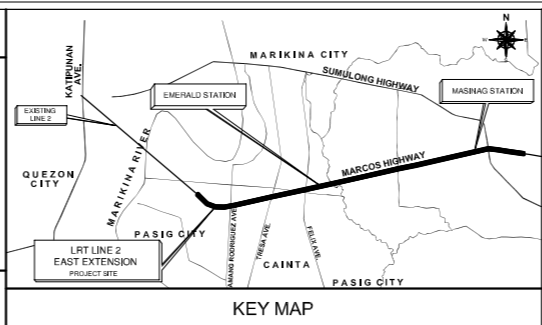 N
MARIKINA CITY
SUMULONG HIGHWAY
KATIPUNAN
AVE.
EMERALD STATION
MASINAG STATION
EXISTING
LINE 2
MARIKINA RIVER
MARCOS HIGHWAY
QUEZON
CITY
PASIG CITY
AMANG RODRIGUEZ AVE.
TRESA AVE.
FELIX AVE.
LRT LINE 2
EAST EXTENSION
PROJECT SITE
CAINTA
PASIG CITY
KEY MAP